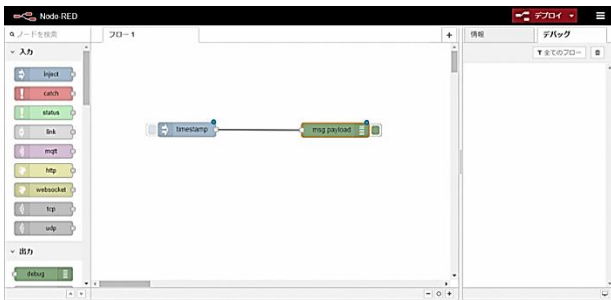 Node-RED
デプロイ
ノードを検索
フロー 1
情報
デバッグ
全てのフロー
入力
inject
catch
status
link
mqtt
http
websocket
tcp
udp
出力
debug
timestamp
msg.payload